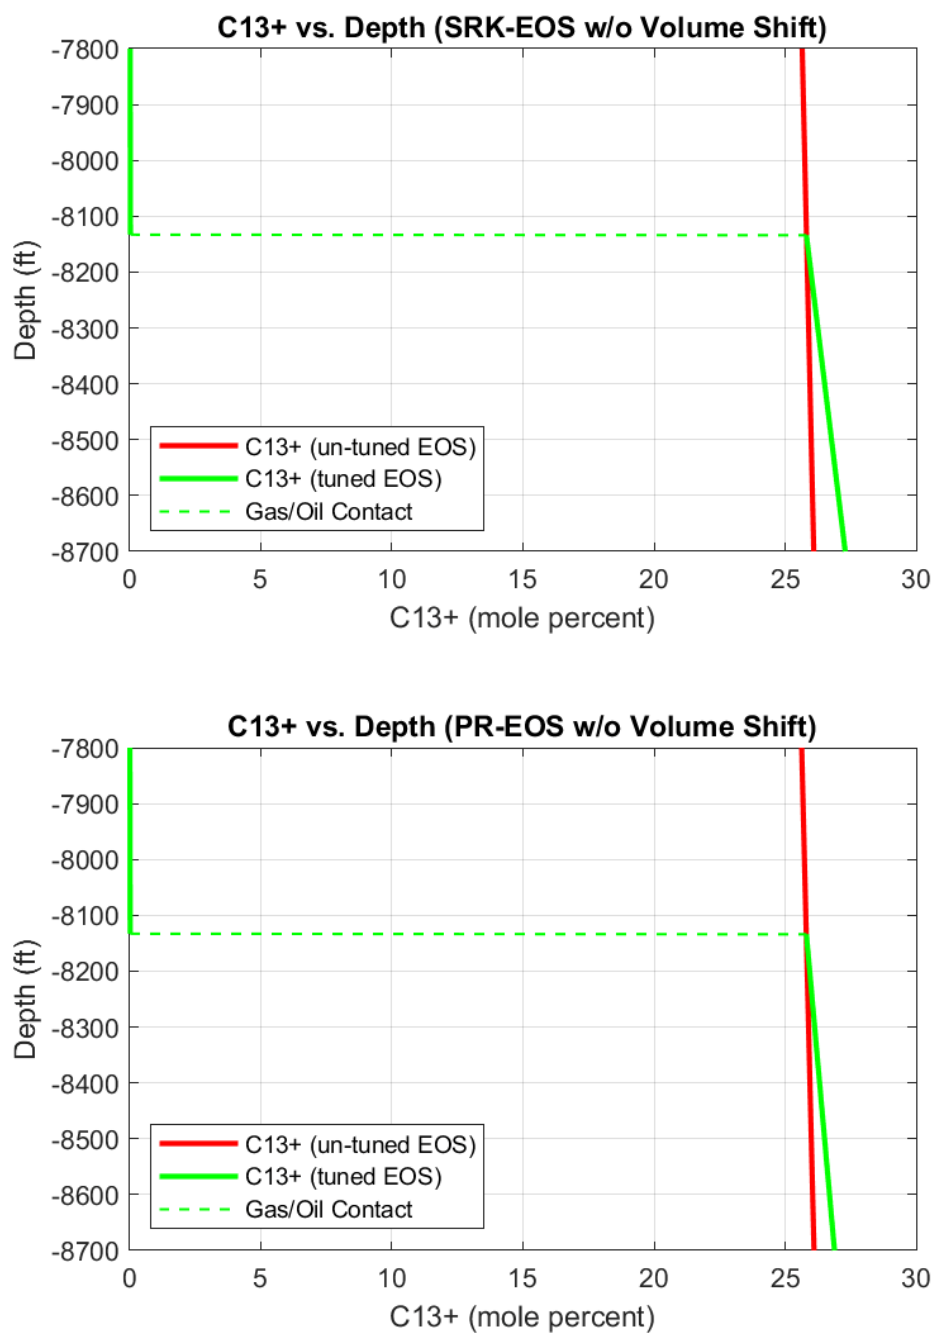 C13+ vs. Depth (SRK-EOS w/o Volume Shift)
-7800
-7900
-8000
-8100
-8200
-8300
-8400
-8500
-8600
-8700
Depth (ft)
C13+ (un-tuned EOS)
C13+ (tuned EOS)
Gas/Oil Contact
0 5 10 15 20 25 30
C13+ (mole percent)
C13+ vs. Depth (PR-EOS w/o Volume Shift)
-7800
-7900
-8000
-8100
-8200
-8300
-8400
-8500
-8600
-8700
Depth (ft)
C13+ (un-tuned EOS)
C13+ (tuned EOS)
Gas/Oil Contact
0 5 10 15 20 25 30
C13+ (mole percent)